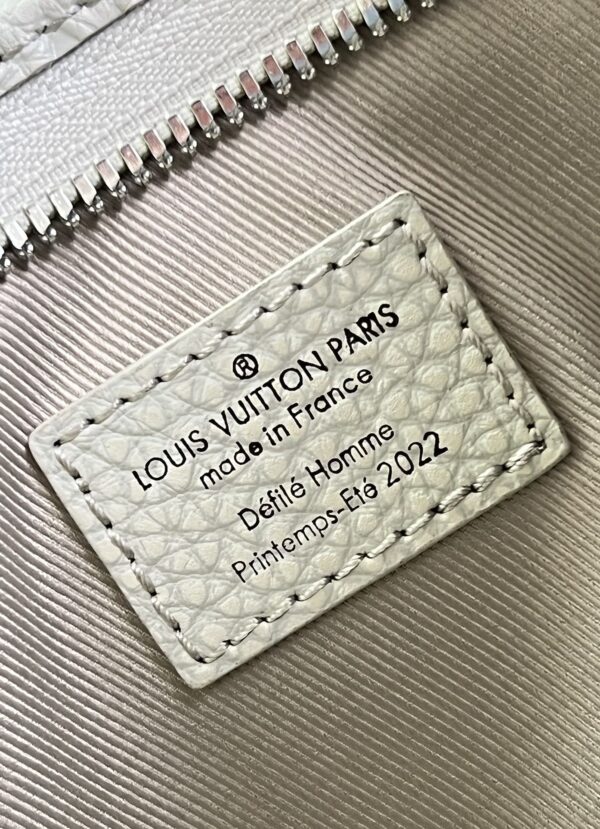 ®
LOUIS VUITTON PARIS
made in France
Défilé Homme
Printemps-Eté 2022